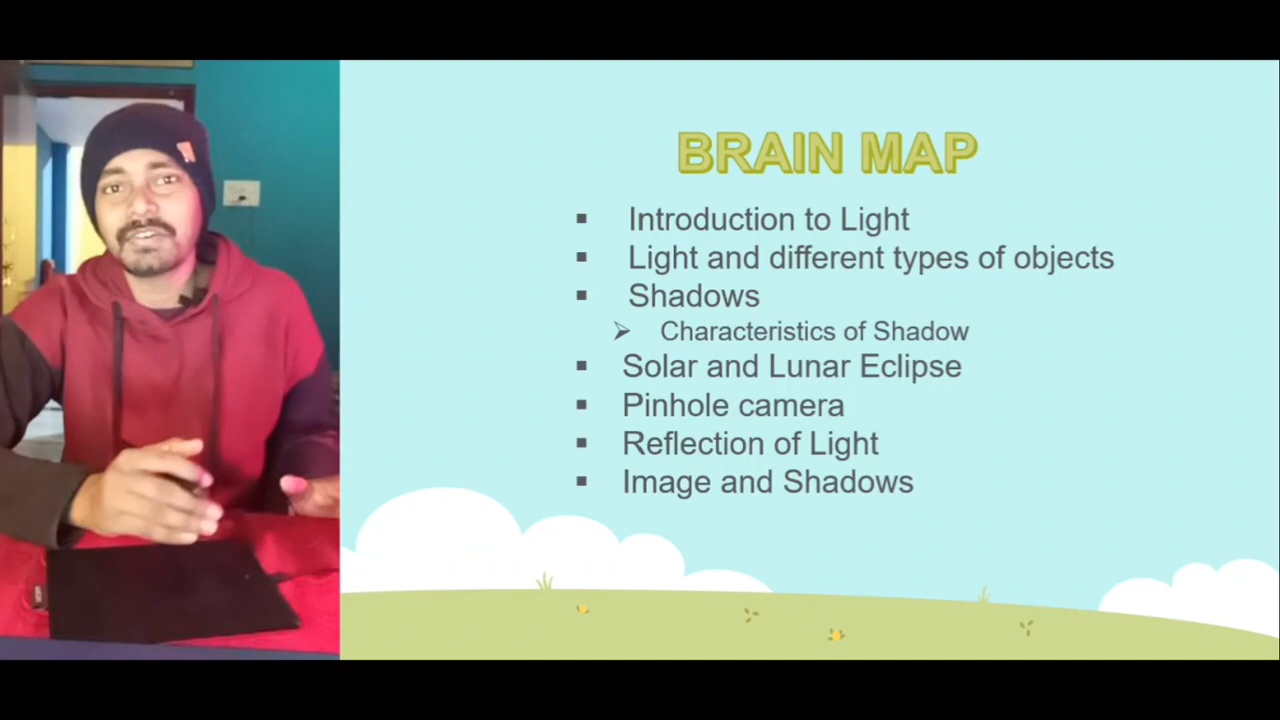 BRAIN MAP
▪ Introduction to Light
▪ Light and different types of objects
▪ Shadows
➢ Characteristics of Shadow
▪ Solar and Lunar Eclipse
▪ Pinhole camera
▪ Reflection of Light
▪ Image and Shadows